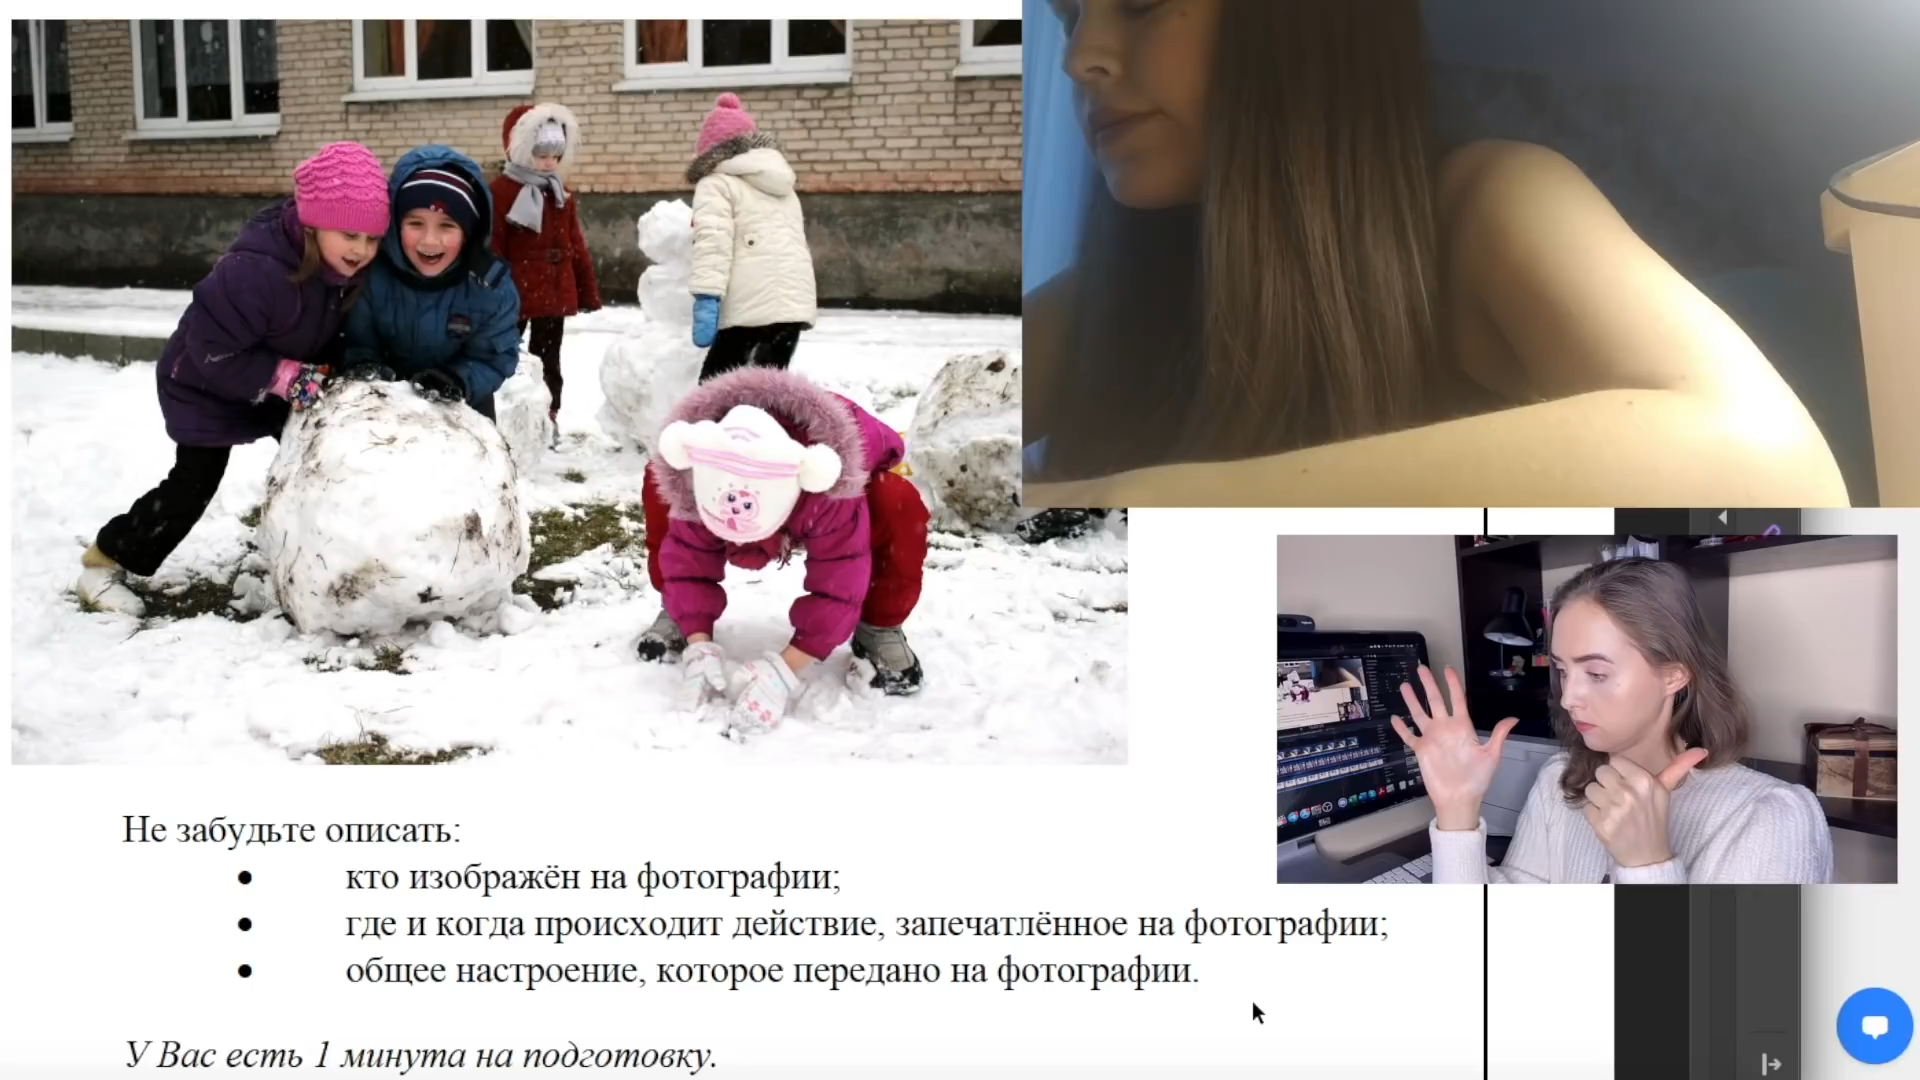 Не забудьте описать:
• кто изображён на фотографии;
• где и когда происходит действие, запечатлённое на фотографии;
• общее настроение, которое передано на фотографии.
У Вас есть 1 минута на подготовку.